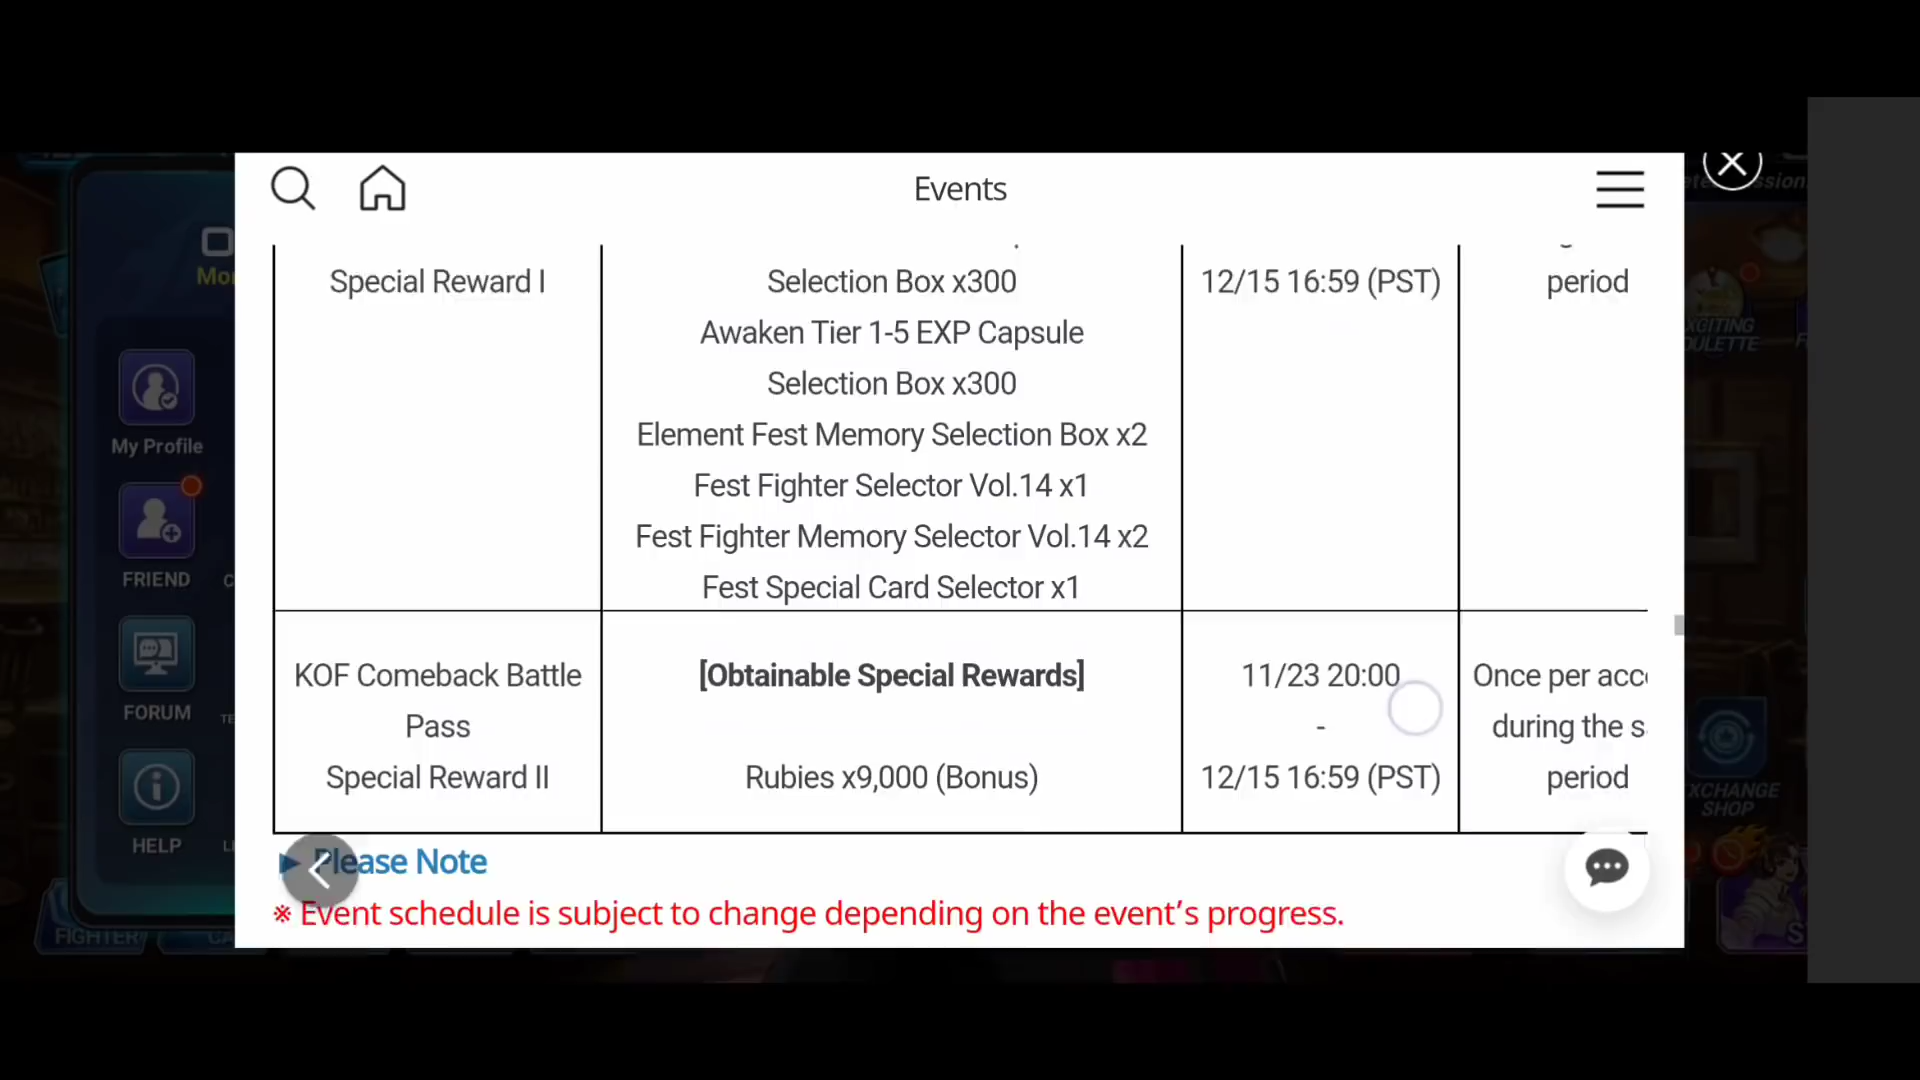 Events
Special Reward I
Selection Box x300
Awaken Tier 1-5 EXP Capsule
Selection Box x300
Element Fest Memory Selection Box x2
Fest Fighter Selector Vol.14 x1
Fest Fighter Memory Selector Vol.14 x2
Fest Special Card Selector x1
12/15 16:59 (PST)
period
KOF Comeback Battle
Pass
Special Reward II
[Obtainable Special Rewards]
Rubies x9,000 (Bonus)
11/23 20:00
-
12/15 16:59 (PST)
Once per acc
during the s
period
▶ Please Note
※ Event schedule is subject to change depending on the event's progress.
My Profile
FRIEND
FORUM
HELP
FIGHTER
XCHANGE
SHOP